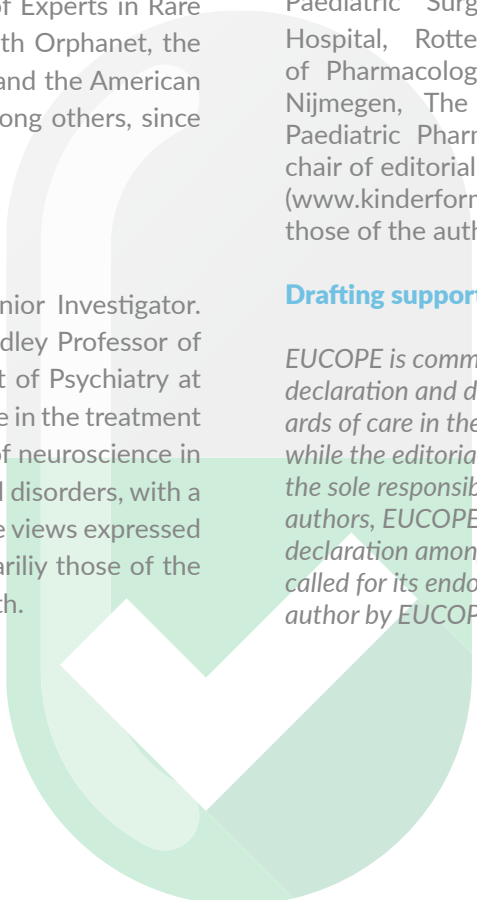 of Experts in Rare
th Orphanet, the
and the American
ong others, since
nior Investigator.
dley Professor of
t of Psychiatry at
e in the treatment
of neuroscience in
l disorders, with a
e views expressed
ariliy those of the
th.
Paediatric Surg
Hospital, Rotte
of Pharmacolog
Nijmegen, The
Paediatric Pharm
chair of editorial
(www.kinderform
those of the auth
Drafting support
EUCOPE is comm
declaration and d
ards of care in the
while the editoria
the sole responsib
authors, EUCOPE
declaration amon
called for its endo
author by EUCOP